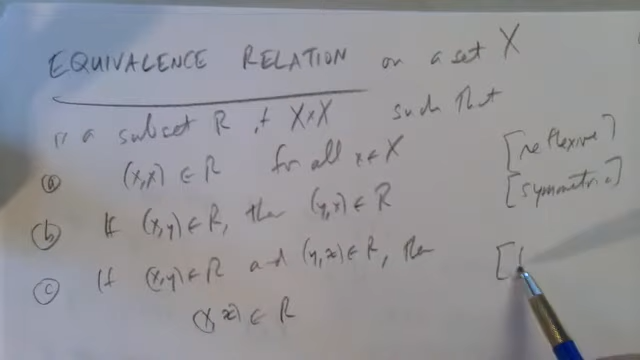 EQUIVALENCE RELATION on a set X
is a subset R of X×X such that
(a) (x,x) ∈ R for all x ∈ X [reflexive]
(b) If (x,y) ∈ R, then (y,x) ∈ R [symmetric]
(c) If (x,y) ∈ R and (y,z) ∈ R, then [
(x,z) ∈ R